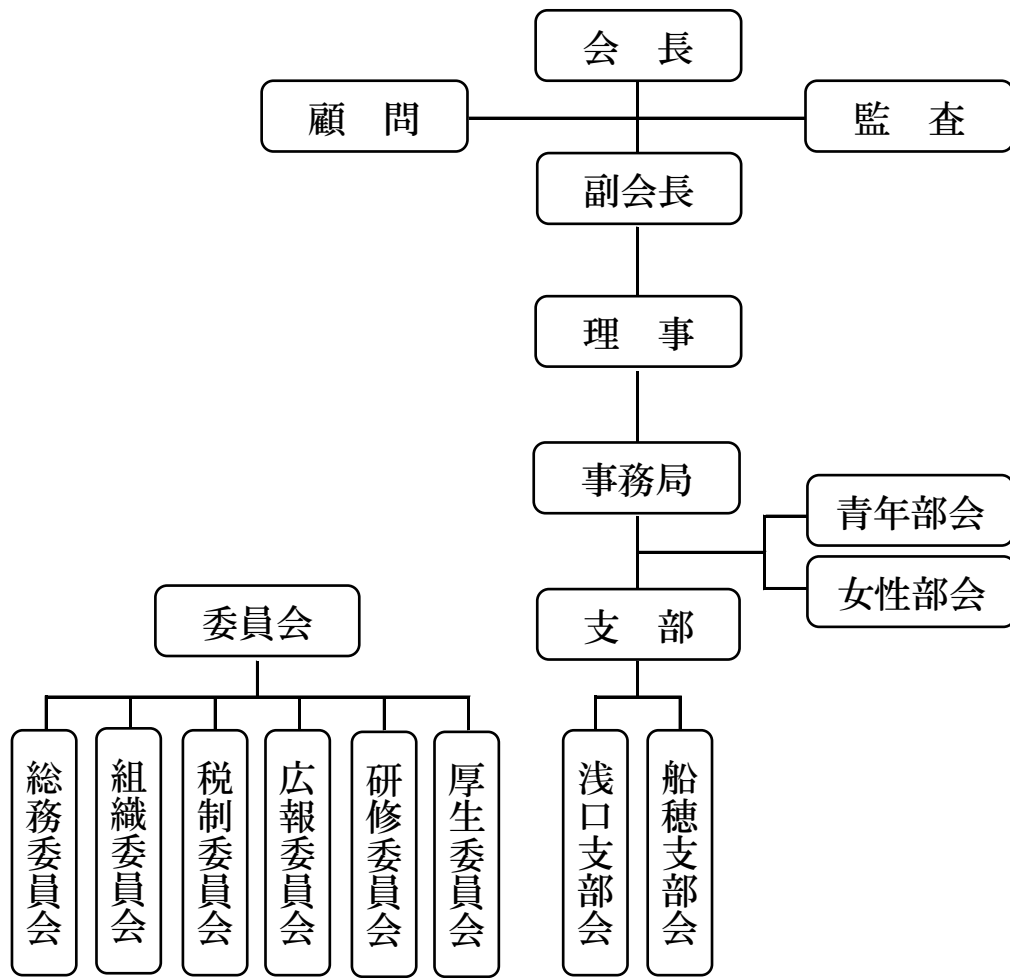 会　長
顧　問
監　査
副会長
理　事
事務局
青年部会
女性部会
委員会
支　部
総務委員会
組織委員会
税制委員会
広報委員会
研修委員会
厚生委員会
浅口支部会
船穂支部会